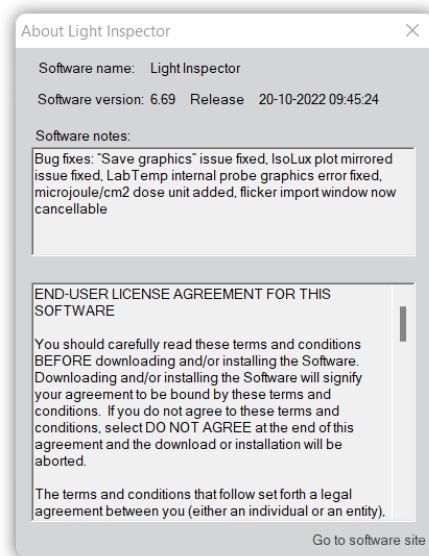 About Light Inspector
Software name: Light Inspector
Software version: 6.69 Release 20-10-2022 09:45:24
Software notes:
Bug fixes: "Save graphics" issue fixed, IsoLux plot mirrored
issue fixed, LabTemp internal probe graphics error fixed,
microjoule/cm2 dose unit added, flicker import window now
cancellable
END-USER LICENSE AGREEMENT FOR THIS
SOFTWARE
You should carefully read these terms and conditions
BEFORE downloading and/or installing the Software.
Downloading and/or installing the Software will signify
your agreement to be bound by these terms and
conditions. If you do not agree to these terms and
conditions, select DO NOT AGREE at the end of this
agreement and the download or installation will be
aborted.
The terms and conditions that follow set forth a legal
agreement between you (either an individual or an entity),
Go to software site